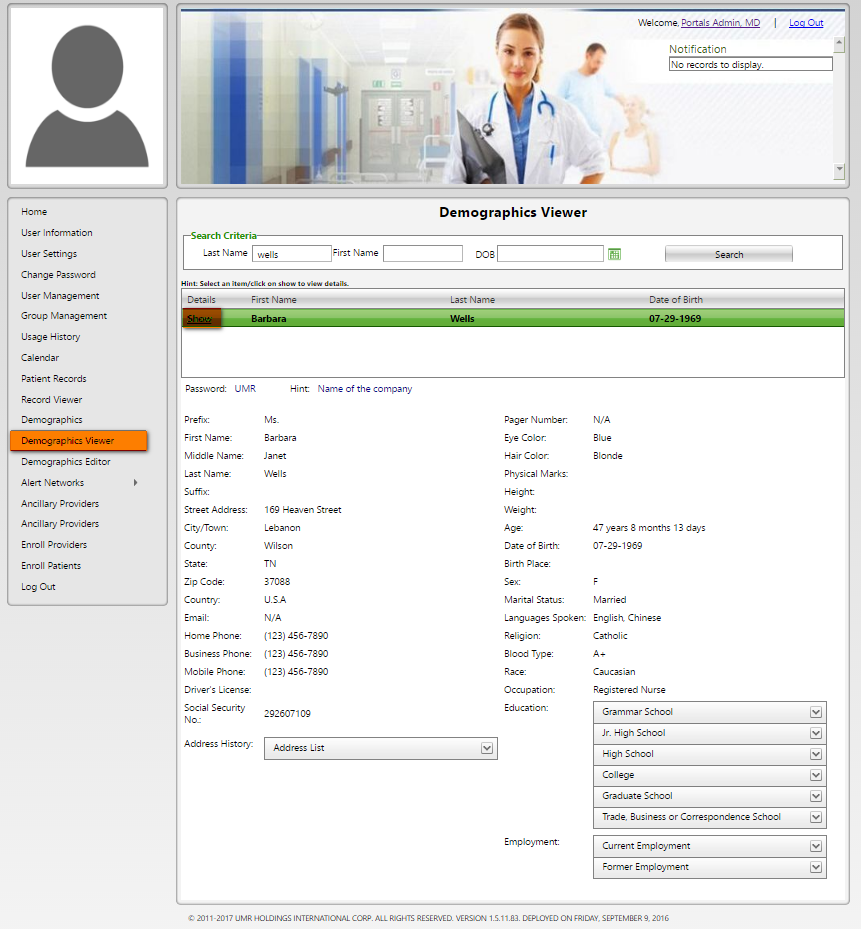 Welcome, Portals Admin, MD | Log Out
Notification
No records to display.
Home
User Information
User Settings
Change Password
User Management
Group Management
Usage History
Calendar
Patient Records
Record Viewer
Demographics
Demographics Viewer
Demographics Editor
Alert Networks
Ancillary Providers
Ancillary Providers
Enroll Providers
Enroll Patients
Log Out
Demographics Viewer
Search Criteria
Last Name wells First Name DOB Search
Hint: Select an item/click on show to view details.
Details First Name Last Name Date of Birth
Show Barbara Wells 07-29-1969
Password: UMR Hint: Name of the company
Prefix: Ms.
First Name: Barbara
Middle Name: Janet
Last Name: Wells
Suffix:
Street Address: 169 Heaven Street
City/Town: Lebanon
County: Wilson
State: TN
Zip Code: 37088
Country: U.S.A
Email: N/A
Home Phone: (123) 456-7890
Business Phone: (123) 456-7890
Mobile Phone: (123) 456-7890
Driver's License:
Social Security
No.: 292607109
Address History: Address List
Pager Number: N/A
Eye Color: Blue
Hair Color: Blonde
Physical Marks:
Height:
Weight:
Age: 47 years 8 months 13 days
Date of Birth: 07-29-1969
Birth Place:
Sex: F
Marital Status: Married
Languages Spoken: English, Chinese
Religion: Catholic
Blood Type: A+
Race: Caucasian
Occupation: Registered Nurse
Education: Grammar School
Jr. High School
High School
College
Graduate School
Trade, Business or Correspondence School
Employment: Current Employment
Former Employment
© 2011-2017 UMR HOLDINGS INTERNATIONAL CORP. ALL RIGHTS RESERVED. VERSION 1.5.11.83. DEPLOYED ON FRIDAY, SEPTEMBER 9, 2016